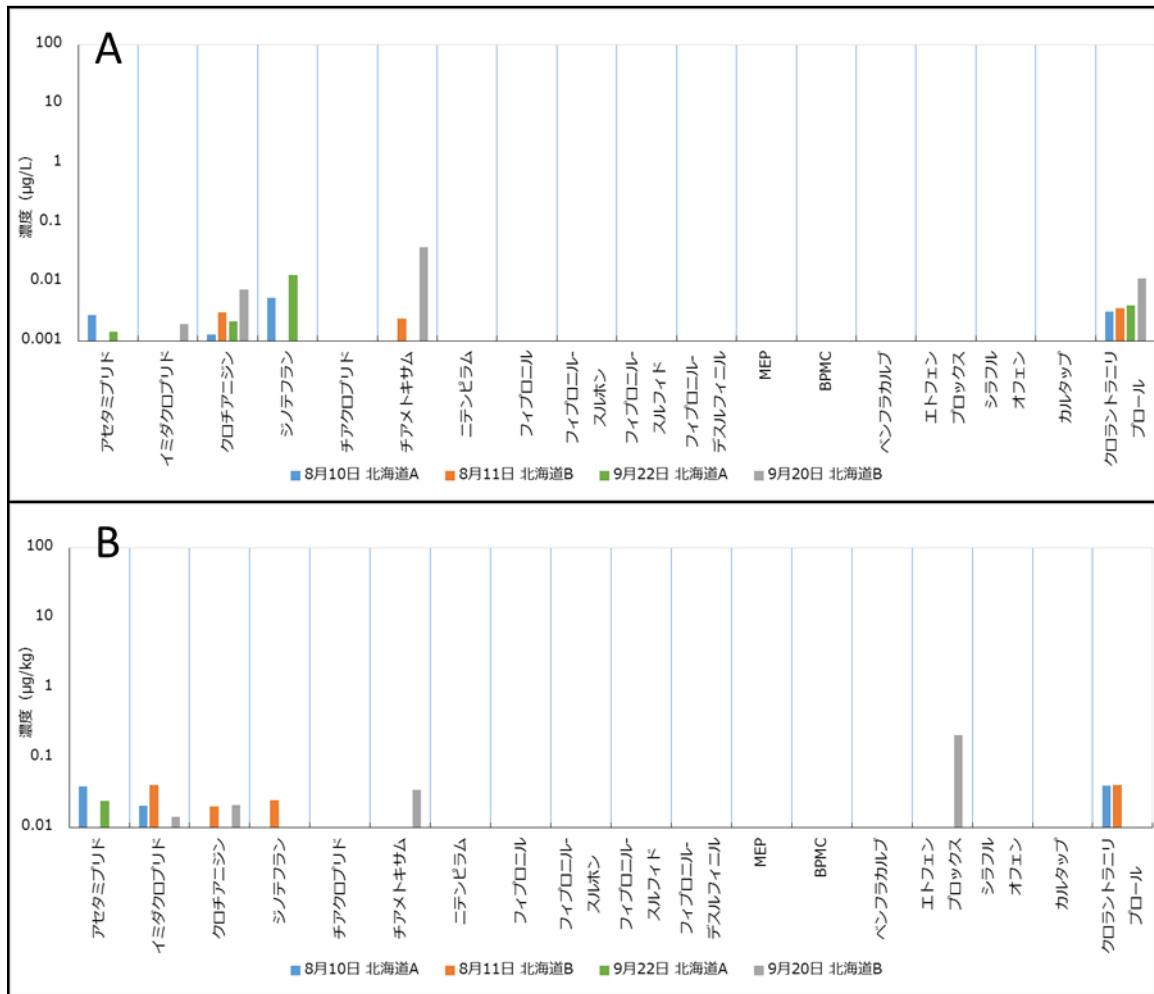 A
100
10
1
0.1
0.01
0.001
濃度（μg/L）
アセタミプリド
イミダクロプリド
クロチアニジン
ジノテフラン
チアクロプリド
チアメトキサム
ニテンピラム
フィプロニル
フィプロニル-
スルホン
フィプロニル-
スルフィド
フィプロニル-
デスルフィニル
MEP
BPMC
ベンフラカルブ
エトフェン
プロックス
シラフル
オフェン
カルタップ
クロラントラニリ
プロール
8月10日 北海道A
8月11日 北海道B
9月22日 北海道A
9月20日 北海道B
B
100
10
1
0.1
0.01
濃度（μg/kg）
アセタミプリド
イミダクロプリド
クロチアニジン
ジノテフラン
チアクロプリド
チアメトキサム
ニテンピラム
フィプロニル
フィプロニル-
スルホン
フィプロニル-
スルフィド
フィプロニル-
デスルフィニル
MEP
BPMC
ベンフラカルブ
エトフェン
プロックス
シラフル
オフェン
カルタップ
クロラントラニリ
プロール
8月10日 北海道A
8月11日 北海道B
9月22日 北海道A
9月20日 北海道B